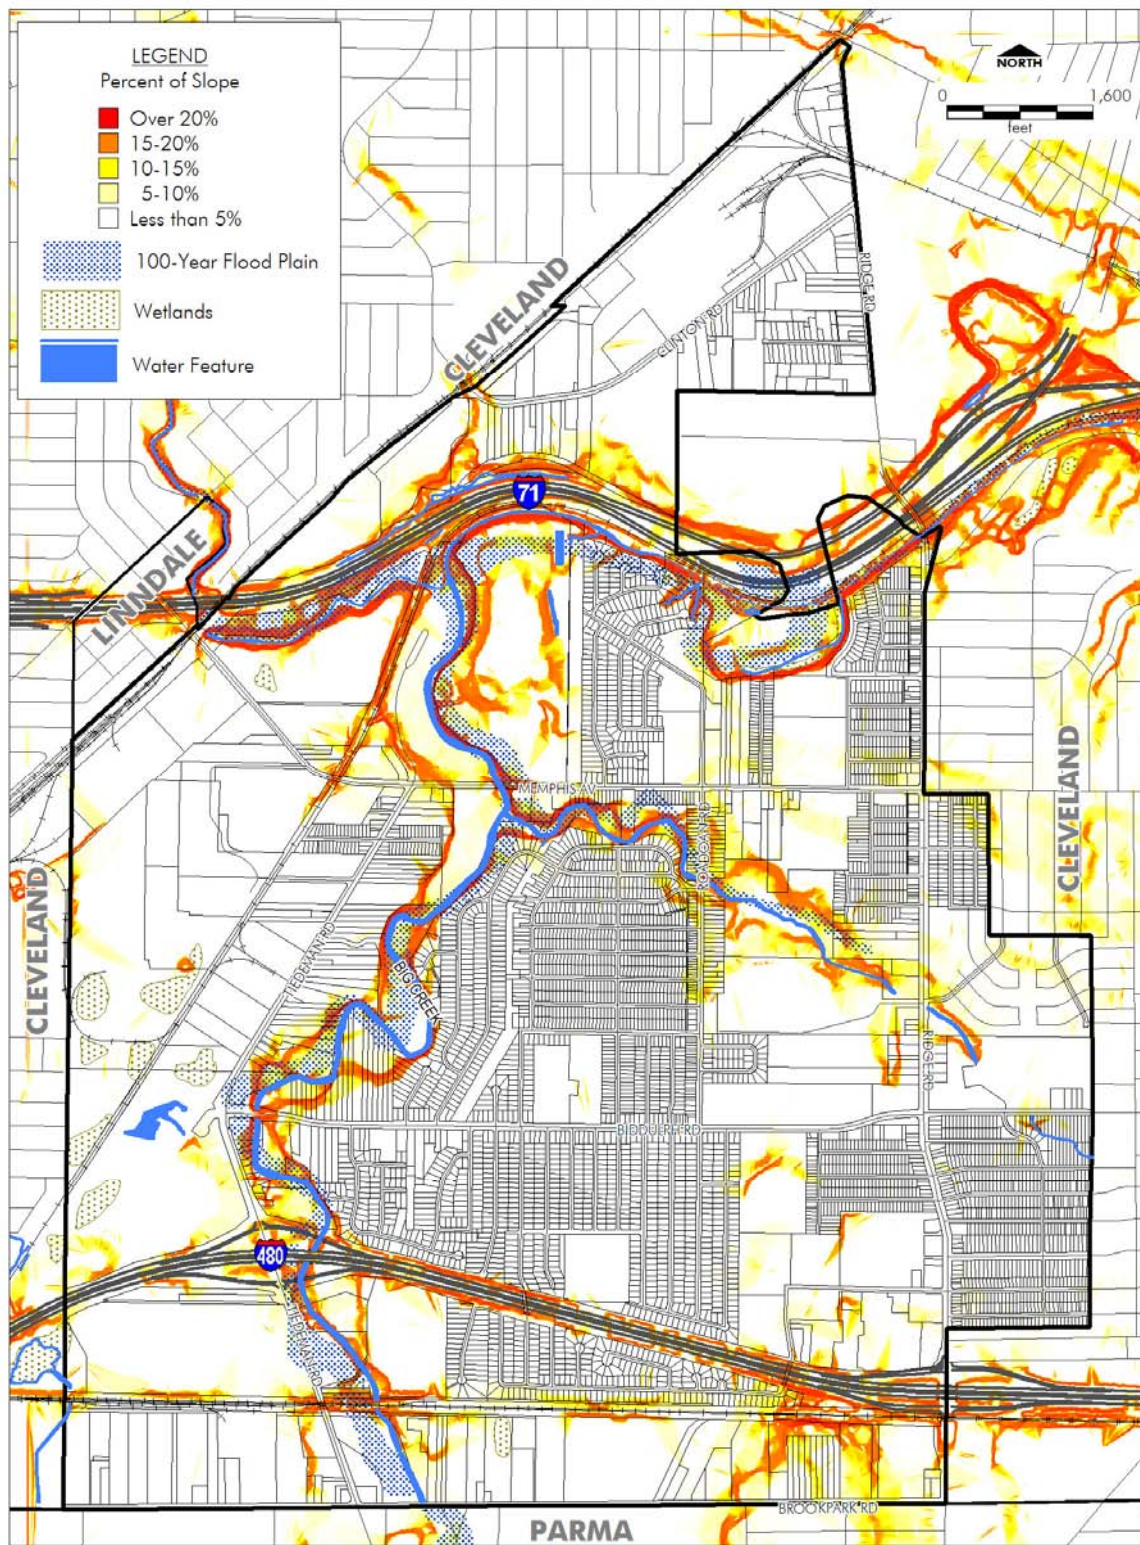 LEGEND
Percent of Slope
Over 20%
15-20%
10-15%
5-10%
Less than 5%
100-Year Flood Plain
Wetlands
Water Feature
NORTH
0 1,600
feet
CLEVELAND
RIDGE RD
CLINTON RD
71
LINNDALE
MEMPHIS AV
ROADOAN RD
CLEVELAND
CLEVELAND
TIEDEMAN RD
BIG CREEK
RIDGE RD
BIDDULPH RD
480
TIEDEMAN RD
BROOKPARK RD
PARMA